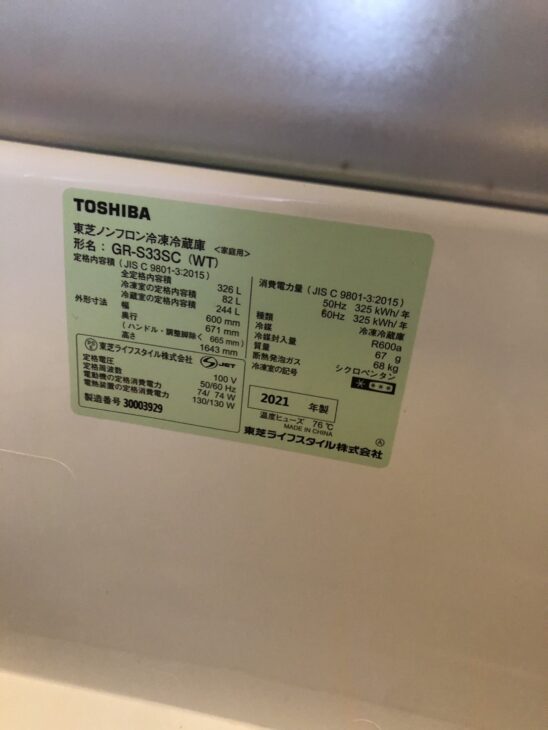 TOSHIBA
東芝ノンフロン冷凍冷蔵庫 <家庭用>
形名: GR-S33SC (WT)
定格内容積 (JIS C 9801-3:2015)
全定格内容積 326 L
冷凍室の定格内容積 82 L
冷蔵室の定格内容積 244 L
外形寸法 幅 600 mm
奥行 671 mm
(ハンドル・調整脚除く 665 mm)
高さ 1643 mm
東芝ライフスタイル株式会社 JET
定格電圧 100 V
定格周波数 50/60 Hz
電動機の定格消費電力 74/ 74 W
電熱装置の定格消費電力 130/130 W
製造番号 30003929
消費電力量 (JIS C 9801-3:2015)
50Hz 325 kWh/年
60Hz 325 kWh/年
種類 冷凍冷蔵庫
冷媒 R600a
冷媒封入量 67 g
質量 68 kg
断熱発泡ガス シクロペンタン
冷凍室の記号
2021 年製
温度ヒューズ 76 ℃
MADE IN CHINA
東芝ライフスタイル株式会社 Ⓐ